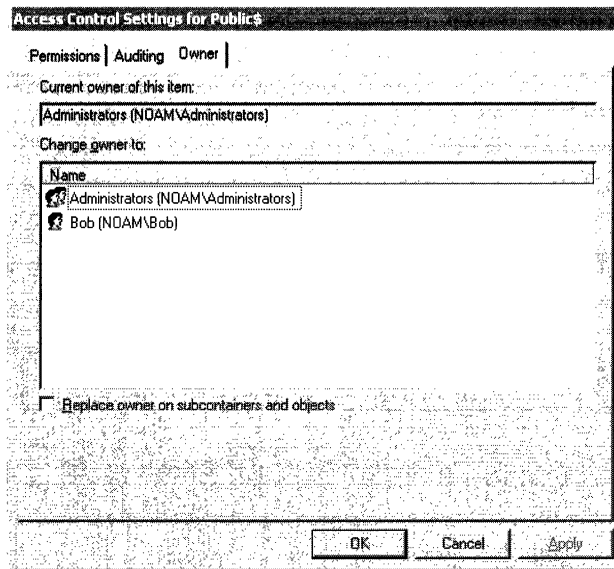 Access Control Settings for Public$
Permissions Auditing Owner
Current owner of this item:
Administrators (NOAM\Administrators)
Change owner to:
Name
Administrators (NOAM\Administrators)
Bob (NOAM\Bob)
Replace owner on subcontainers and objects
OK Cancel Apply